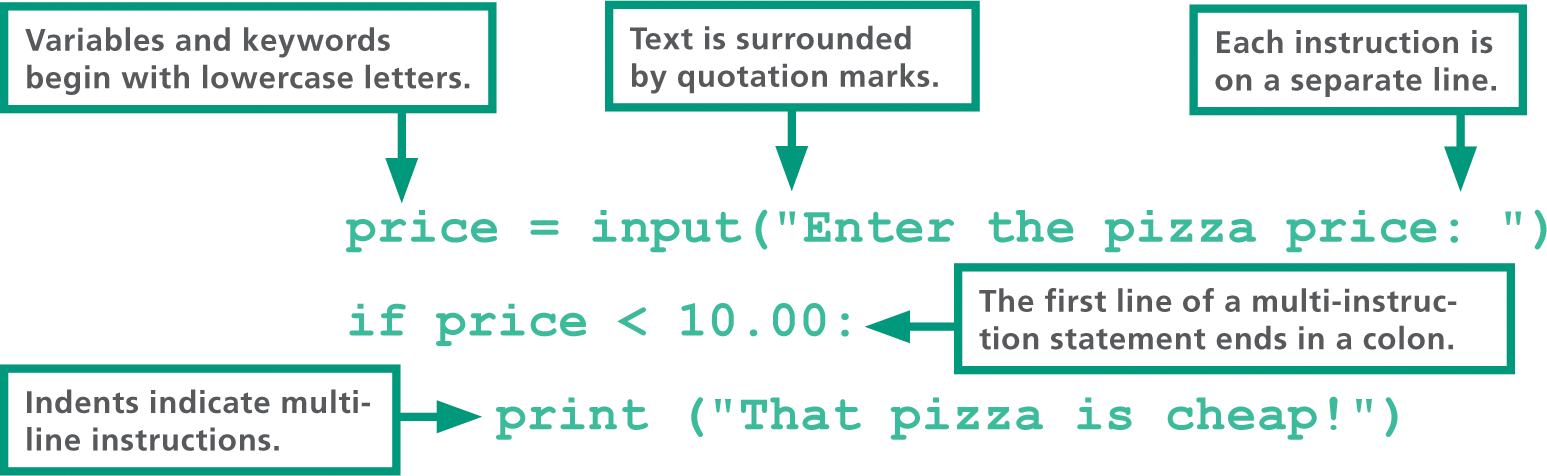 Variables and keywords
begin with lowercase letters.
Text is surrounded
by quotation marks.
Each instruction is
on a separate line.
price = input("Enter the pizza price: ")
if price < 10.00:
The first line of a multi-instruc-
tion statement ends in a colon.
Indents indicate multi-
line instructions.
print ("That pizza is cheap!")